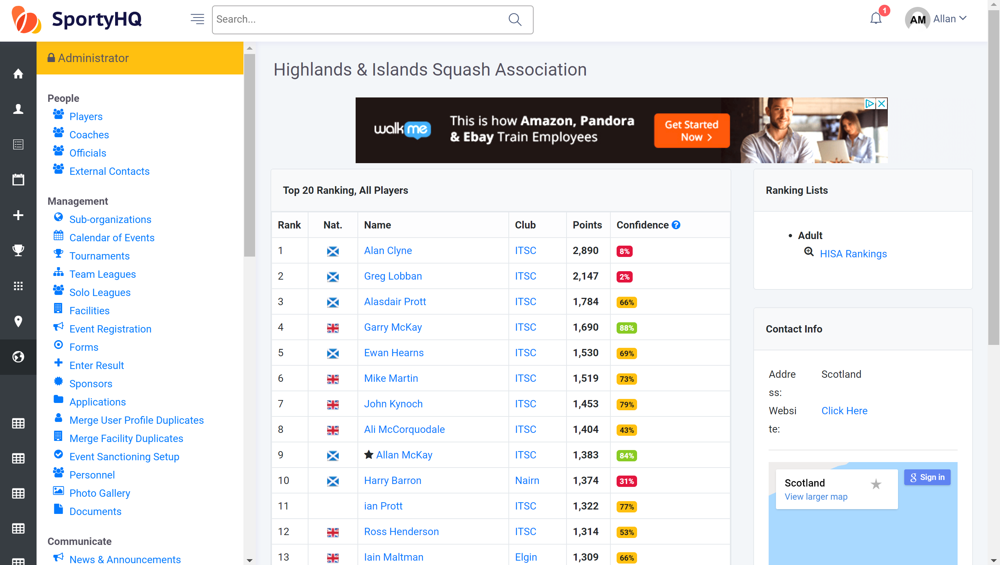 SportyHQ
Search...
1
AM
Allan
Administrator
People
Players
Coaches
Officials
External Contacts
Management
Sub-organizations
Calendar of Events
Tournaments
Team Leagues
Solo Leagues
Facilities
Event Registration
Forms
Enter Result
Sponsors
Applications
Merge User Profile Duplicates
Merge Facility Duplicates
Event Sanctioning Setup
Personnel
Photo Gallery
Documents
Communicate
News & Announcements
Highlands & Islands Squash Association
walkme
This is how Amazon, Pandora
& Ebay Train Employees
Get Started
Now >
Top 20 Ranking, All Players
Rank Nat. Name Club Points Confidence ?
1 Alan Clyne ITSC 2,890 8%
2 Greg Lobban ITSC 2,147 2%
3 Alasdair Prott ITSC 1,784 66%
4 Garry McKay ITSC 1,690 88%
5 Ewan Hearns ITSC 1,530 69%
6 Mike Martin ITSC 1,519 73%
7 John Kynoch ITSC 1,453 79%
8 Ali McCorquodale ITSC 1,404 43%
9 ★ Allan McKay ITSC 1,383 84%
10 Harry Barron Nairn 1,374 31%
11 ian Prott ITSC 1,322 77%
12 Ross Henderson ITSC 1,314 53%
13 Iain Maltman Elgin 1,309 66%
Ranking Lists
• Adult
HISA Rankings
Contact Info
Addre Scotland
ss:
Websi Click Here
te:
Scotland
View larger map
g Sign in